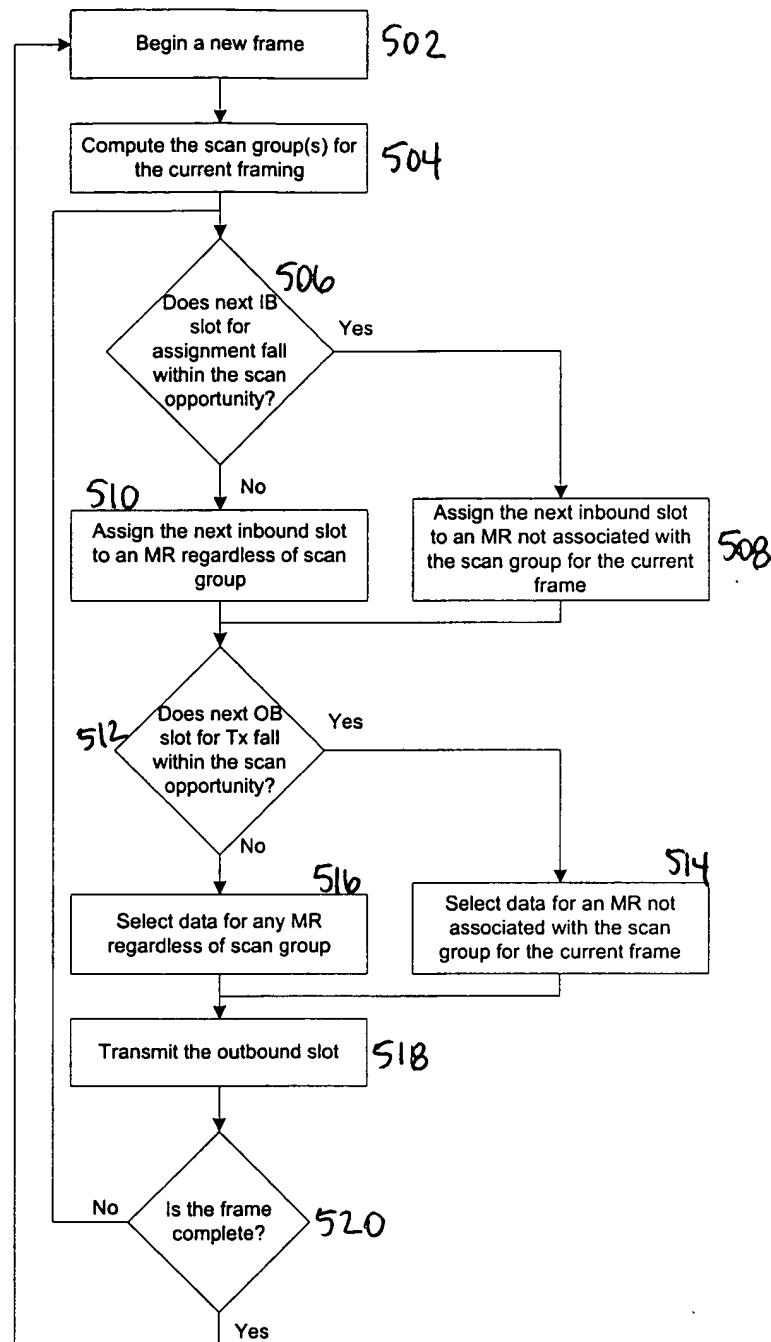 Begin a new frame
502
Compute the scan group(s) for
the current framing
504
506
Does next IB
slot for
assignment fall
within the scan
opportunity?
Yes
No
510
Assign the next inbound slot
to an MR regardless of scan
group
Assign the next inbound slot
to an MR not associated with
the scan group for the current
frame
508
512
Does next OB
slot for Tx fall
within the scan
opportunity?
Yes
No
516
Select data for any MR
regardless of scan group
514
Select data for an MR not
associated with the scan
group for the current frame
Transmit the outbound slot
518
No
Is the frame
complete?
520
Yes